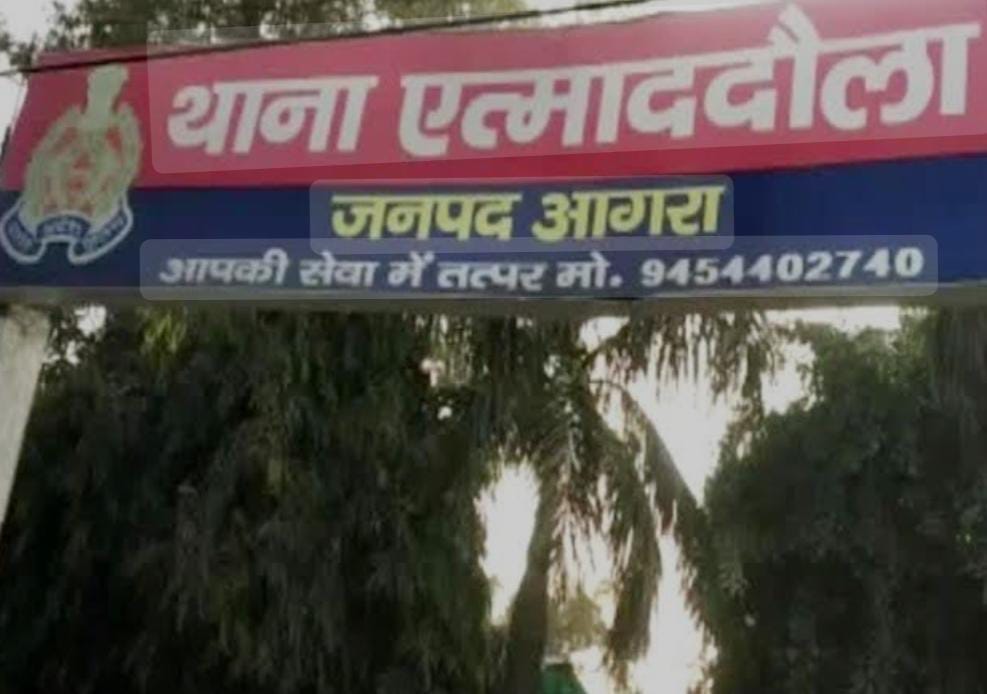 थाना एत्माददौला
जनपद आगरा
आपकी सेवा में तत्पर मो. 9454402740